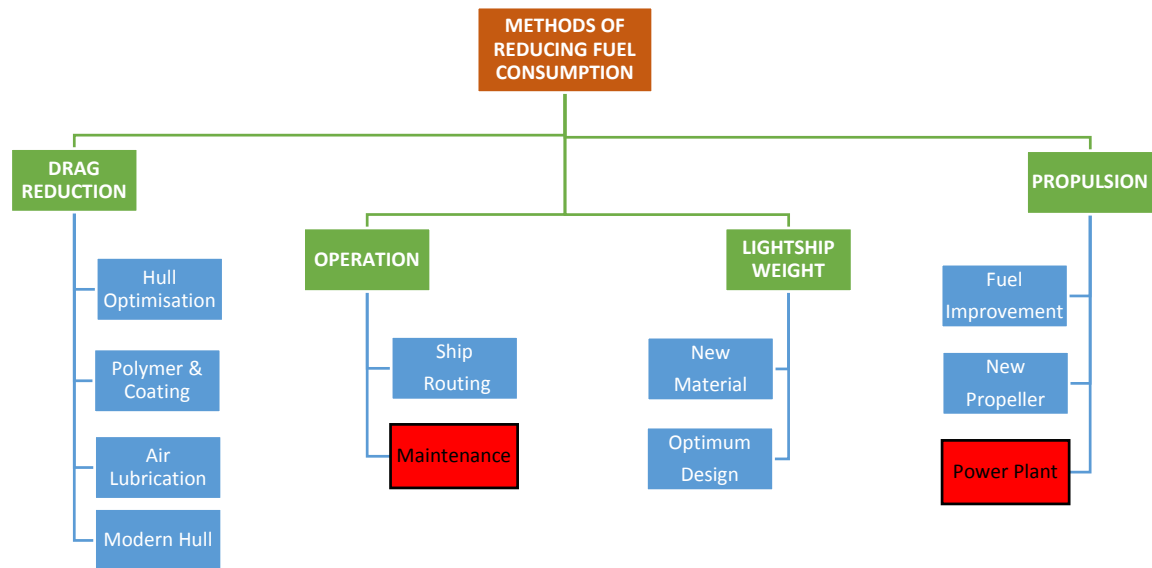 METHODS OF
REDUCING FUEL
CONSUMPTION
DRAG
REDUCTION
Hull
Optimisation
Polymer &
Coating
Air
Lubrication
Modern Hull
OPERATION
Ship
Routing
Maintenance
LIGHTSHIP
WEIGHT
New
Material
Optimum
Design
PROPULSION
Fuel
Improvement
New
Propeller
Power Plant